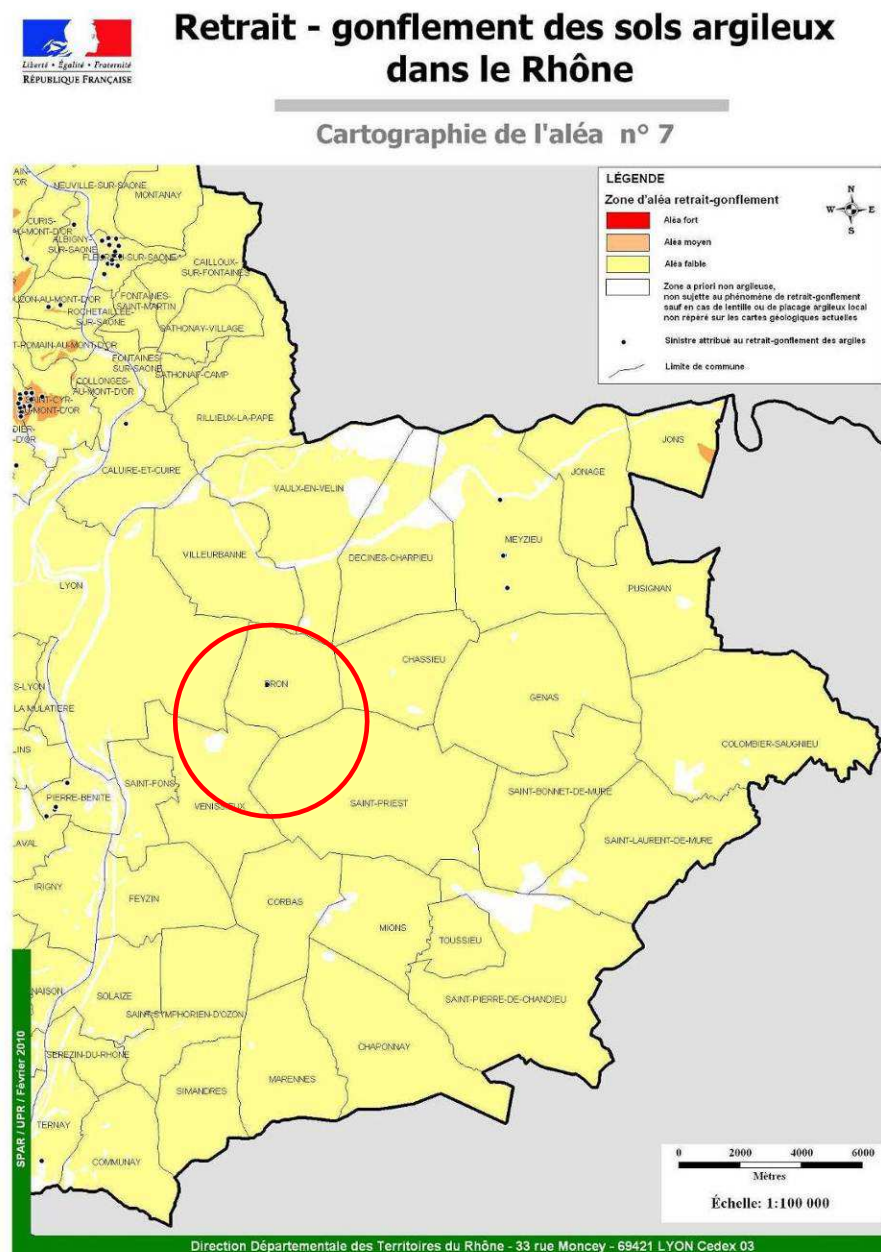 Liberté • Égalité • Fraternité
RÉPUBLIQUE FRANÇAISE
Retrait - gonflement des sols argileux
dans le Rhône
Cartographie de l'aléa n° 7
LÉGENDE
Zone d'aléa retrait-gonflement
Aléa fort
Aléa moyen
Aléa faible
Zone a priori non argileuse,
non sujette au phénomène de retrait-gonflement
sauf en cas de lentille ou de placage argileux local
non répéré sur les cartes géologiques actuelles
Sinistre attribué au retrait-gonflement des argiles
Limite de commune
N
W E
S
NEUVILLE-SUR-SAONE
MONTANAY
CURIS-
AU-MONT-D'OR
ALBIGNY-
SUR-SAONE
CAILLOUX-
SUR-FONTAINES
FONTAINES-
SAINT-MARTIN
ROCHETAILLEE-
SUR-SAONE
SATHONAY-VILLAGE
FONTAINES
SUR-SAONE
SATHONAY-CAMP
COLLONGES-
AU-MONT-D'OR
RILLIEUX-LA-PAPE
CALUIRE-ET-CUIRE
VAULX-EN-VELIN
JONS
JONAGE
VILLEURBANNE
DECINES-CHARPIEU
MEYZIEU
PUSIGNAN
LYON
BRON
CHASSIEU
GENAS
LA MULATIERE
COLOMBIER-SAUGNIEU
SAINT-FONS
PIERRE-BENITE
VENISSIEUX
SAINT-PRIEST
SAINT-BONNET-DE-MURE
SAINT-LAURENT-DE-MURE
IRIGNY
FEYZIN
CORBAS
MIONS
TOUSSIEU
SOLAIZE
SAINT-SYMPHORIEN-D'OZON
SAINT-PIERRE-DE-CHANDIEU
SEREZIN-DU-RHONE
CHAPONNAY
SIMANDRES
MARENNES
TERNAY
COMMUNAY
SPAR / UPR / Février 2010
0 2000 4000 6000
Mètres
Échelle: 1:100 000
Direction Départementale des Territoires du Rhône - 33 rue Moncey - 69421 LYON Cedex 03